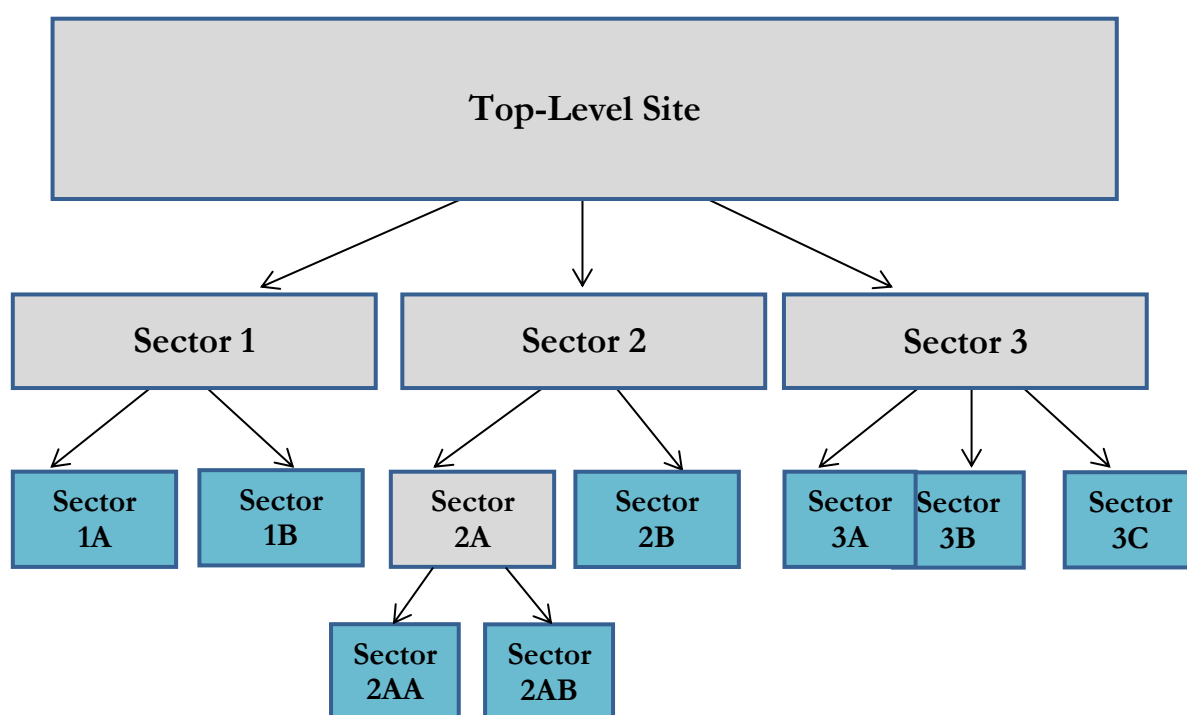 Top-Level Site
Sector 1
Sector 2
Sector 3
Sector
1A
Sector
1B
Sector
2A
Sector
2B
Sector
3A
Sector
3B
Sector
3C
Sector
2AA
Sector
2AB